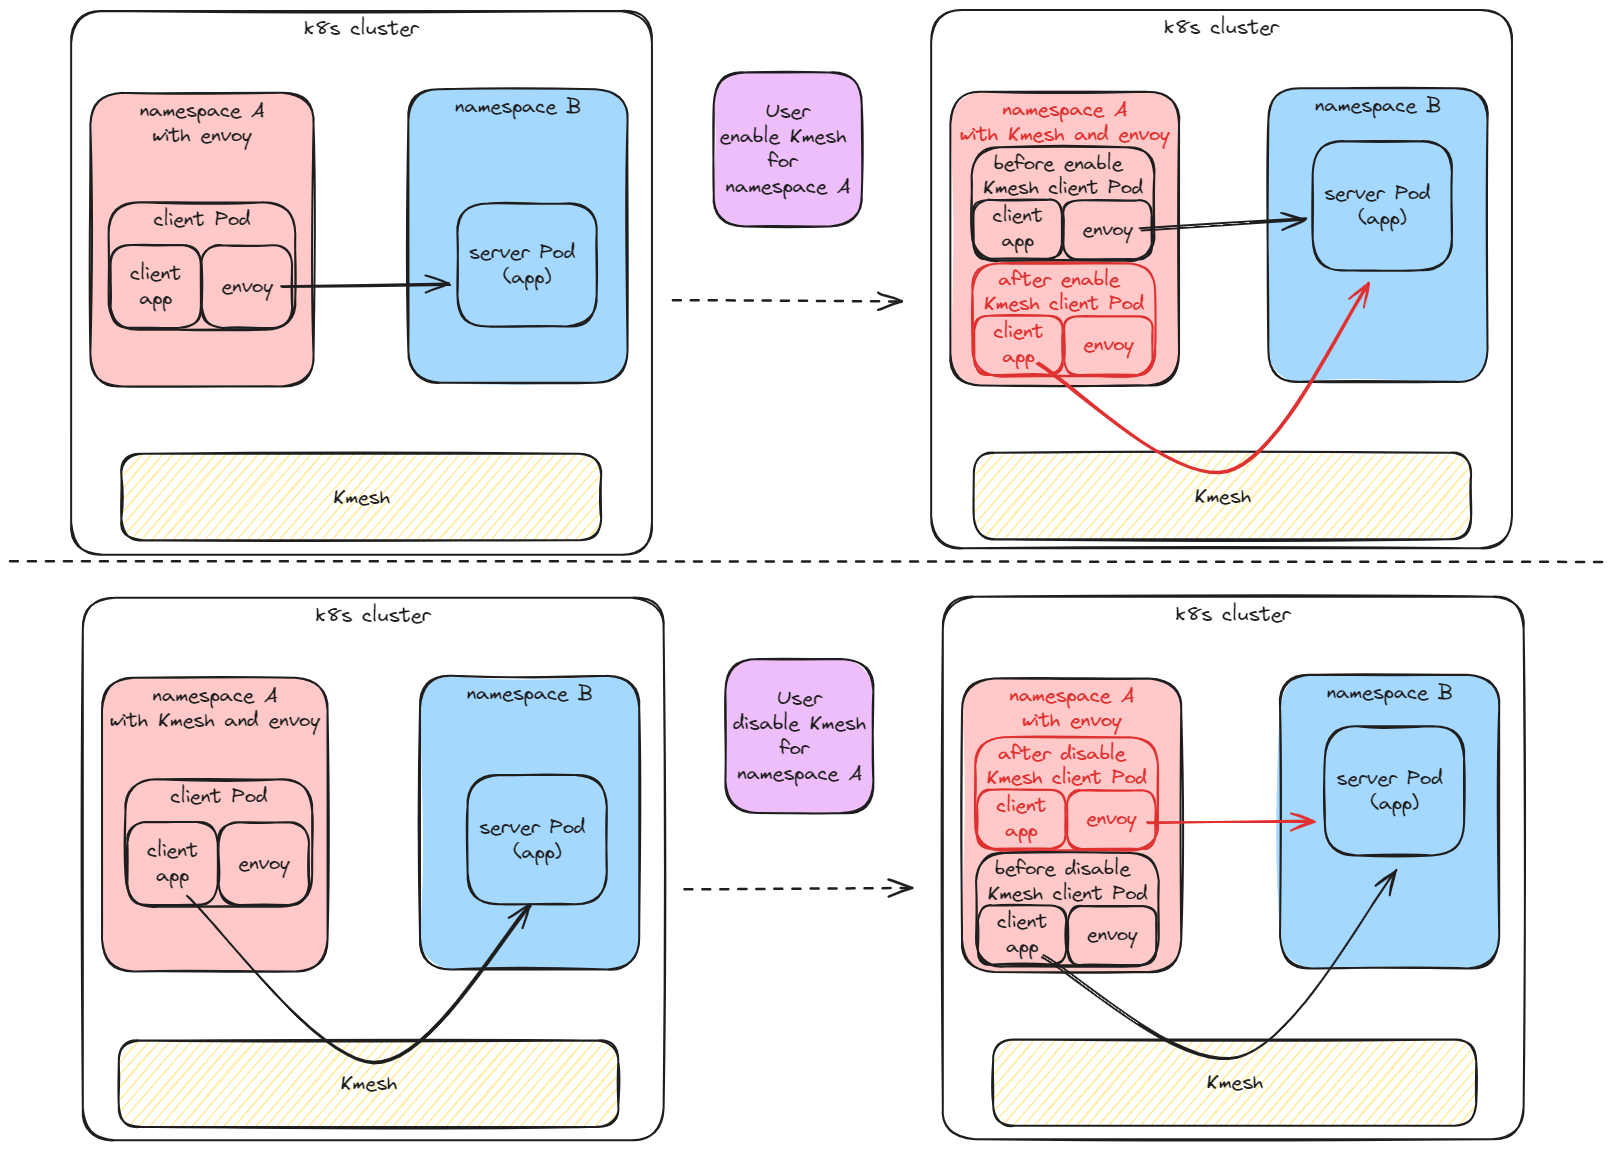 k8s cluster
namespace A
with envoy
client Pod
client
app
envoy
namespace B
server Pod
(app)
Kmesh
User
enable Kmesh
for
namespace A
k8s cluster
namespace A
with Kmesh and envoy
before enable
Kmesh client Pod
client
app
envoy
after enable
Kmesh client Pod
client
app
envoy
namespace B
server Pod
(app)
Kmesh
k8s cluster
namespace A
with Kmesh and envoy
client Pod
client
app
envoy
namespace B
server Pod
(app)
Kmesh
User
disable Kmesh
for
namespace A
k8s cluster
namespace A
with envoy
after disable
Kmesh client Pod
client
app
envoy
before disable
Kmesh client Pod
client
app
envoy
namespace B
server Pod
(app)
Kmesh